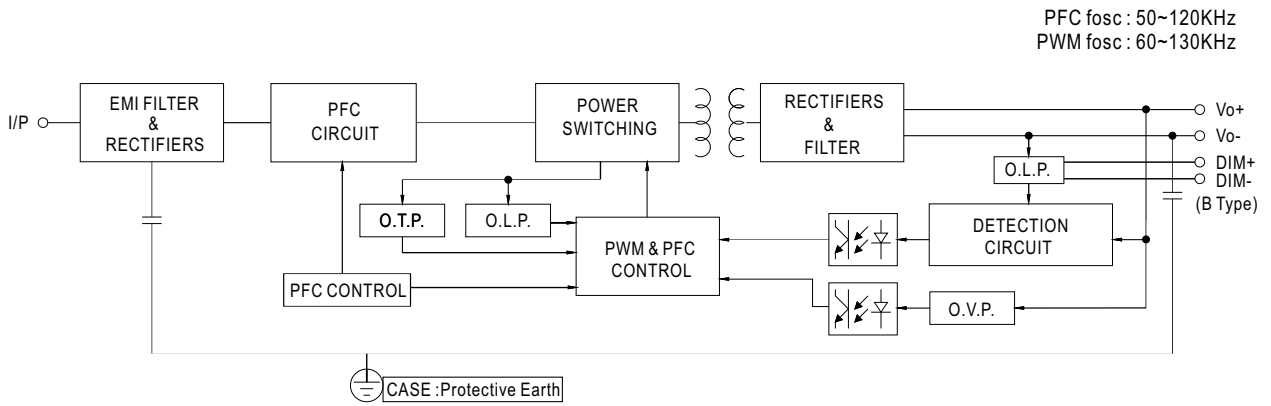 PFC fosc : 50~120KHz
PWM fosc : 60~130KHz
I/P
EMI FILTER
&
RECTIFIERS
PFC
CIRCUIT
POWER
SWITCHING
RECTIFIERS
&
FILTER
Vo+
Vo-
DIM+
DIM-
(B Type)
O.L.P.
O.T.P.
O.L.P.
PWM & PFC
CONTROL
DETECTION
CIRCUIT
PFC CONTROL
O.V.P.
CASE :Protective Earth